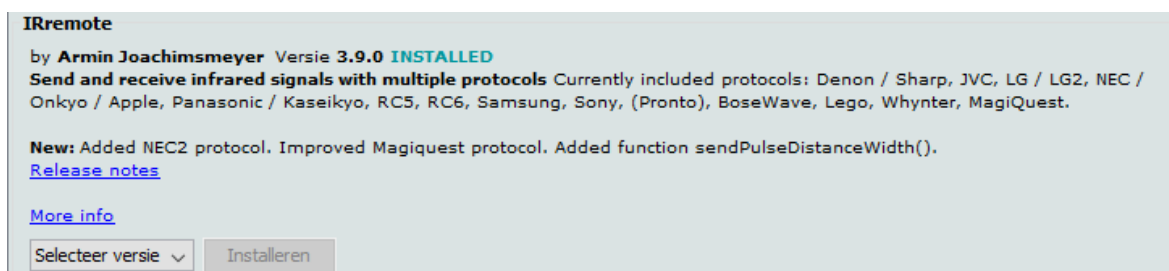 IRremote
by Armin Joachimsmeyer Versie 3.9.0 INSTALLED
Send and receive infrared signals with multiple protocols Currently included protocols: Denon / Sharp, JVC, LG / LG2, NEC /
Onkyo / Apple, Panasonic / Kaseikyo, RC5, RC6, Samsung, Sony, (Pronto), BoseWave, Lego, Whynter, MagiQuest.
New: Added NEC2 protocol. Improved Magiquest protocol. Added function sendPulseDistanceWidth().
Release notes
More info
Selecteer versie Installeren